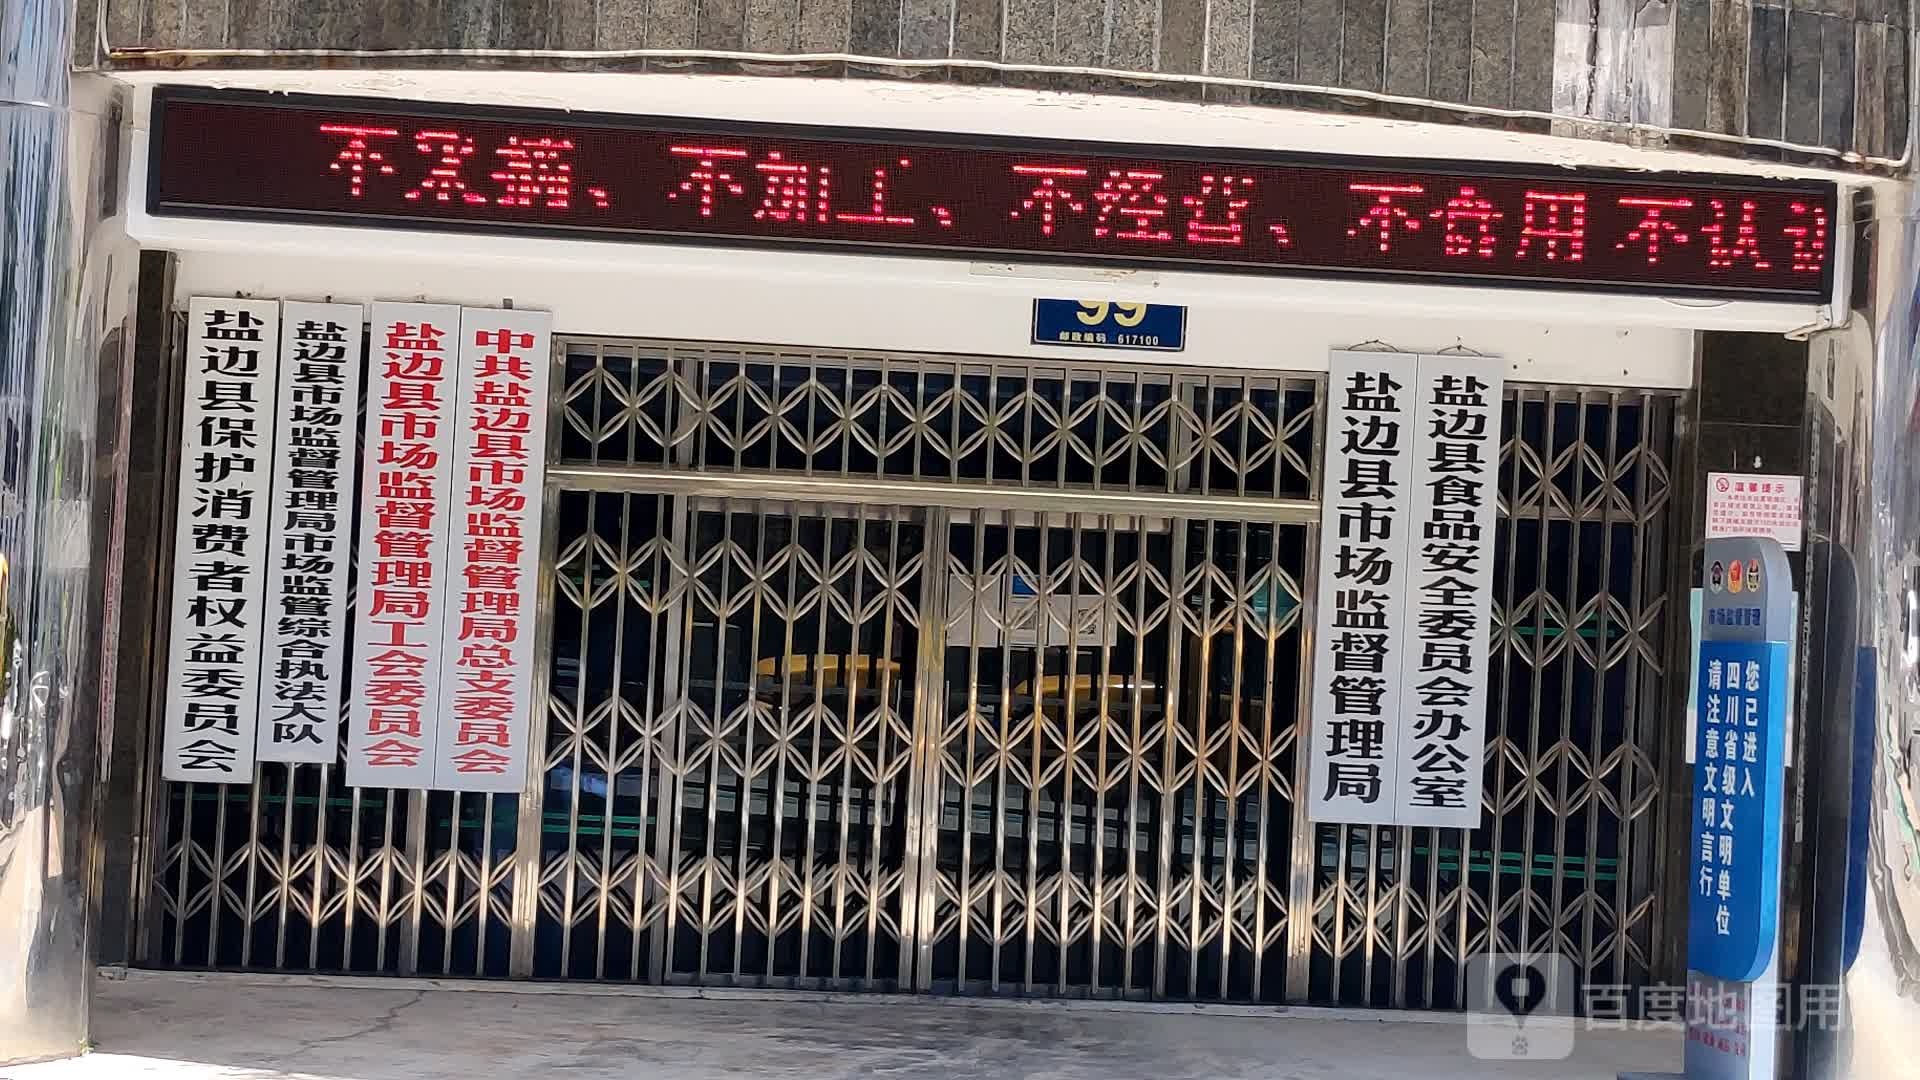 不采摘、不加工、不经营、不食用 不认识
99
邮政编码 617100
盐边县保护消费者权益委员会
盐边县市场监督管理局市场监管综合执法大队
盐边县市场监督管理局工会委员会
中共盐边县市场监督管理局总支委员会
盐边县市场监督管理局
盐边县食品安全委员会办公室
温馨提示
市场监督管理
您已进入
四川省级文明单位
请注意文明言行
百度地图用